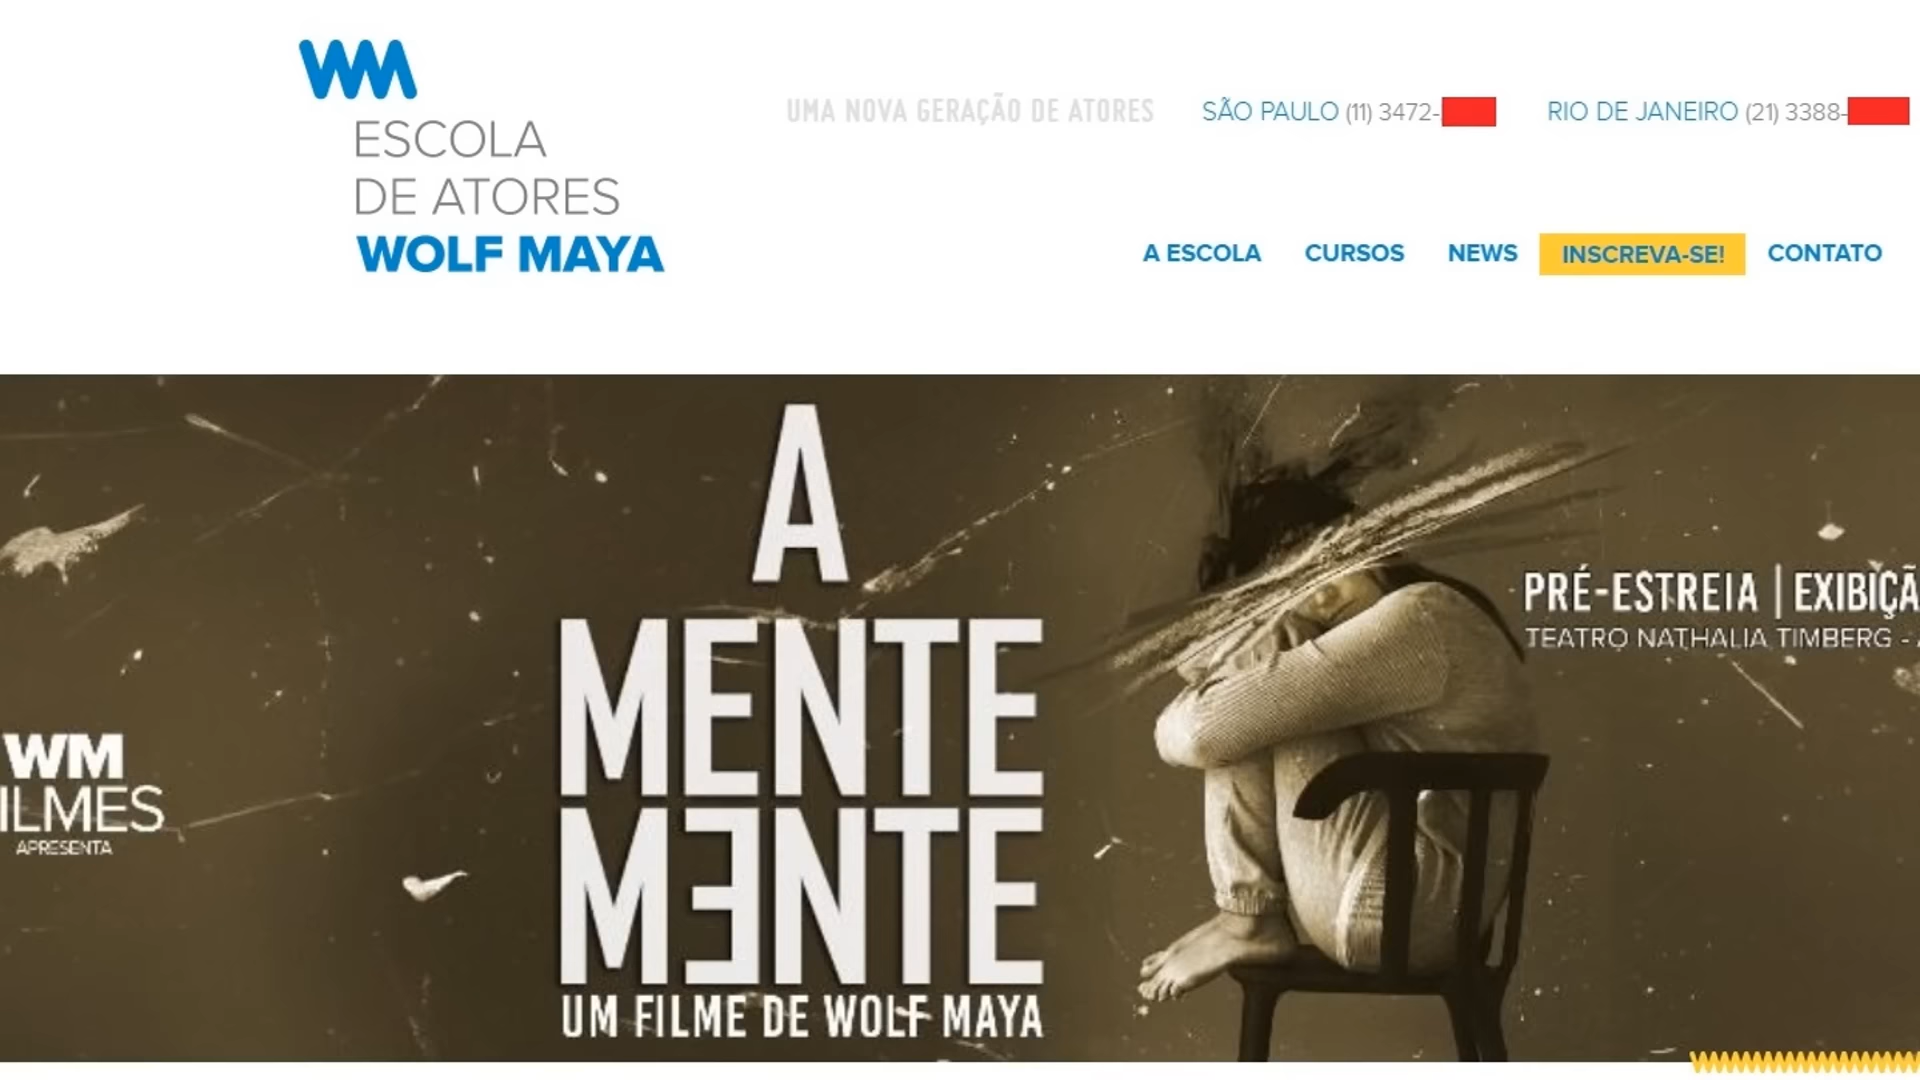 WM
ESCOLA
DE ATORES
WOLF MAYA
UMA NOVA GERAÇÃO DE ATORES
SÃO PAULO (11) 3472-
RIO DE JANEIRO (21) 3388-
A ESCOLA CURSOS NEWS INSCREVA-SE! CONTATO
A
MENTE
MƎNTE
UM FILME DE WOLF MAYA
WM
ILMES
APRESENTA
PRÉ-ESTREIA | EXIBIÇÃ
TEATRO NATHALIA TIMBERG -